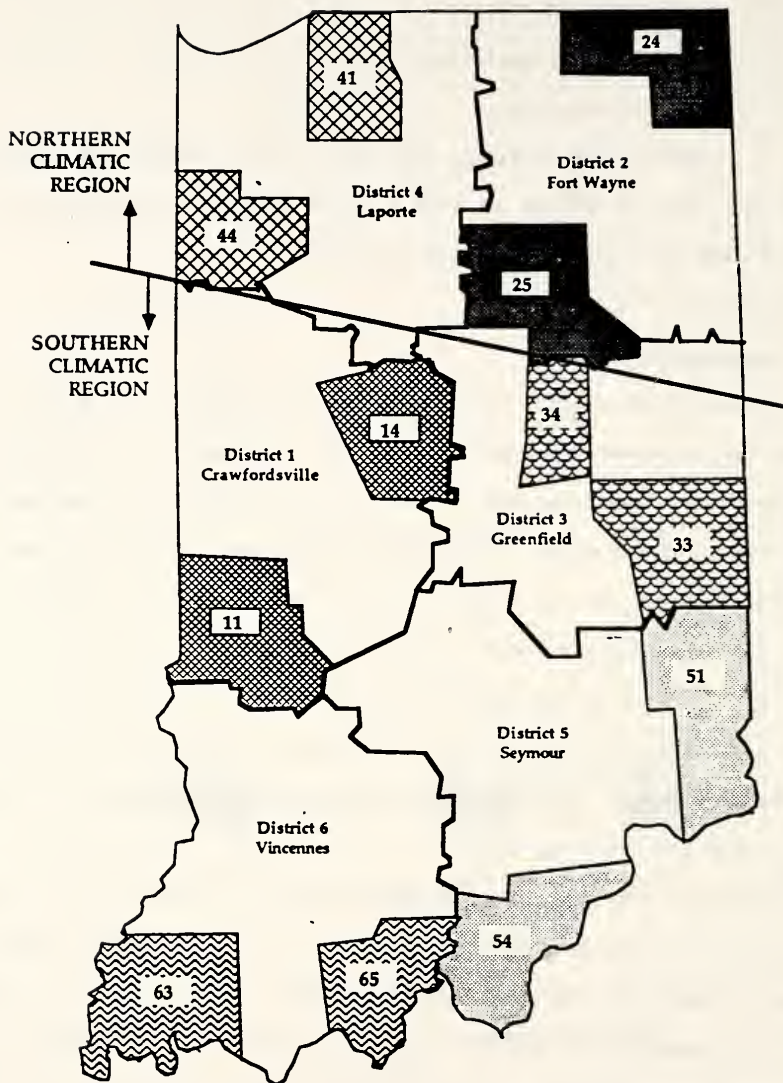 24
41
NORTHERN
CLIMATIC
REGION
District 2
Fort Wayne
District 4
Laporte
44
25
SOUTHERN
CLIMATIC
REGION
34
14
District 1
Crawfordsville
District 3
Greenfield
33
11
51
District 5
Seymour
District 6
Vincennes
54
63
65